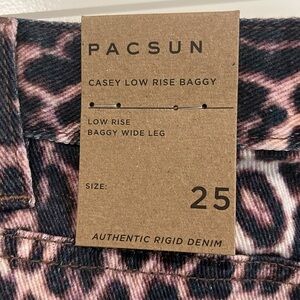 PACSUN
CASEY LOW RISE BAGGY
LOW RISE
BAGGY WIDE LEG
SIZE:
25
AUTHENTIC RIGID DENIM